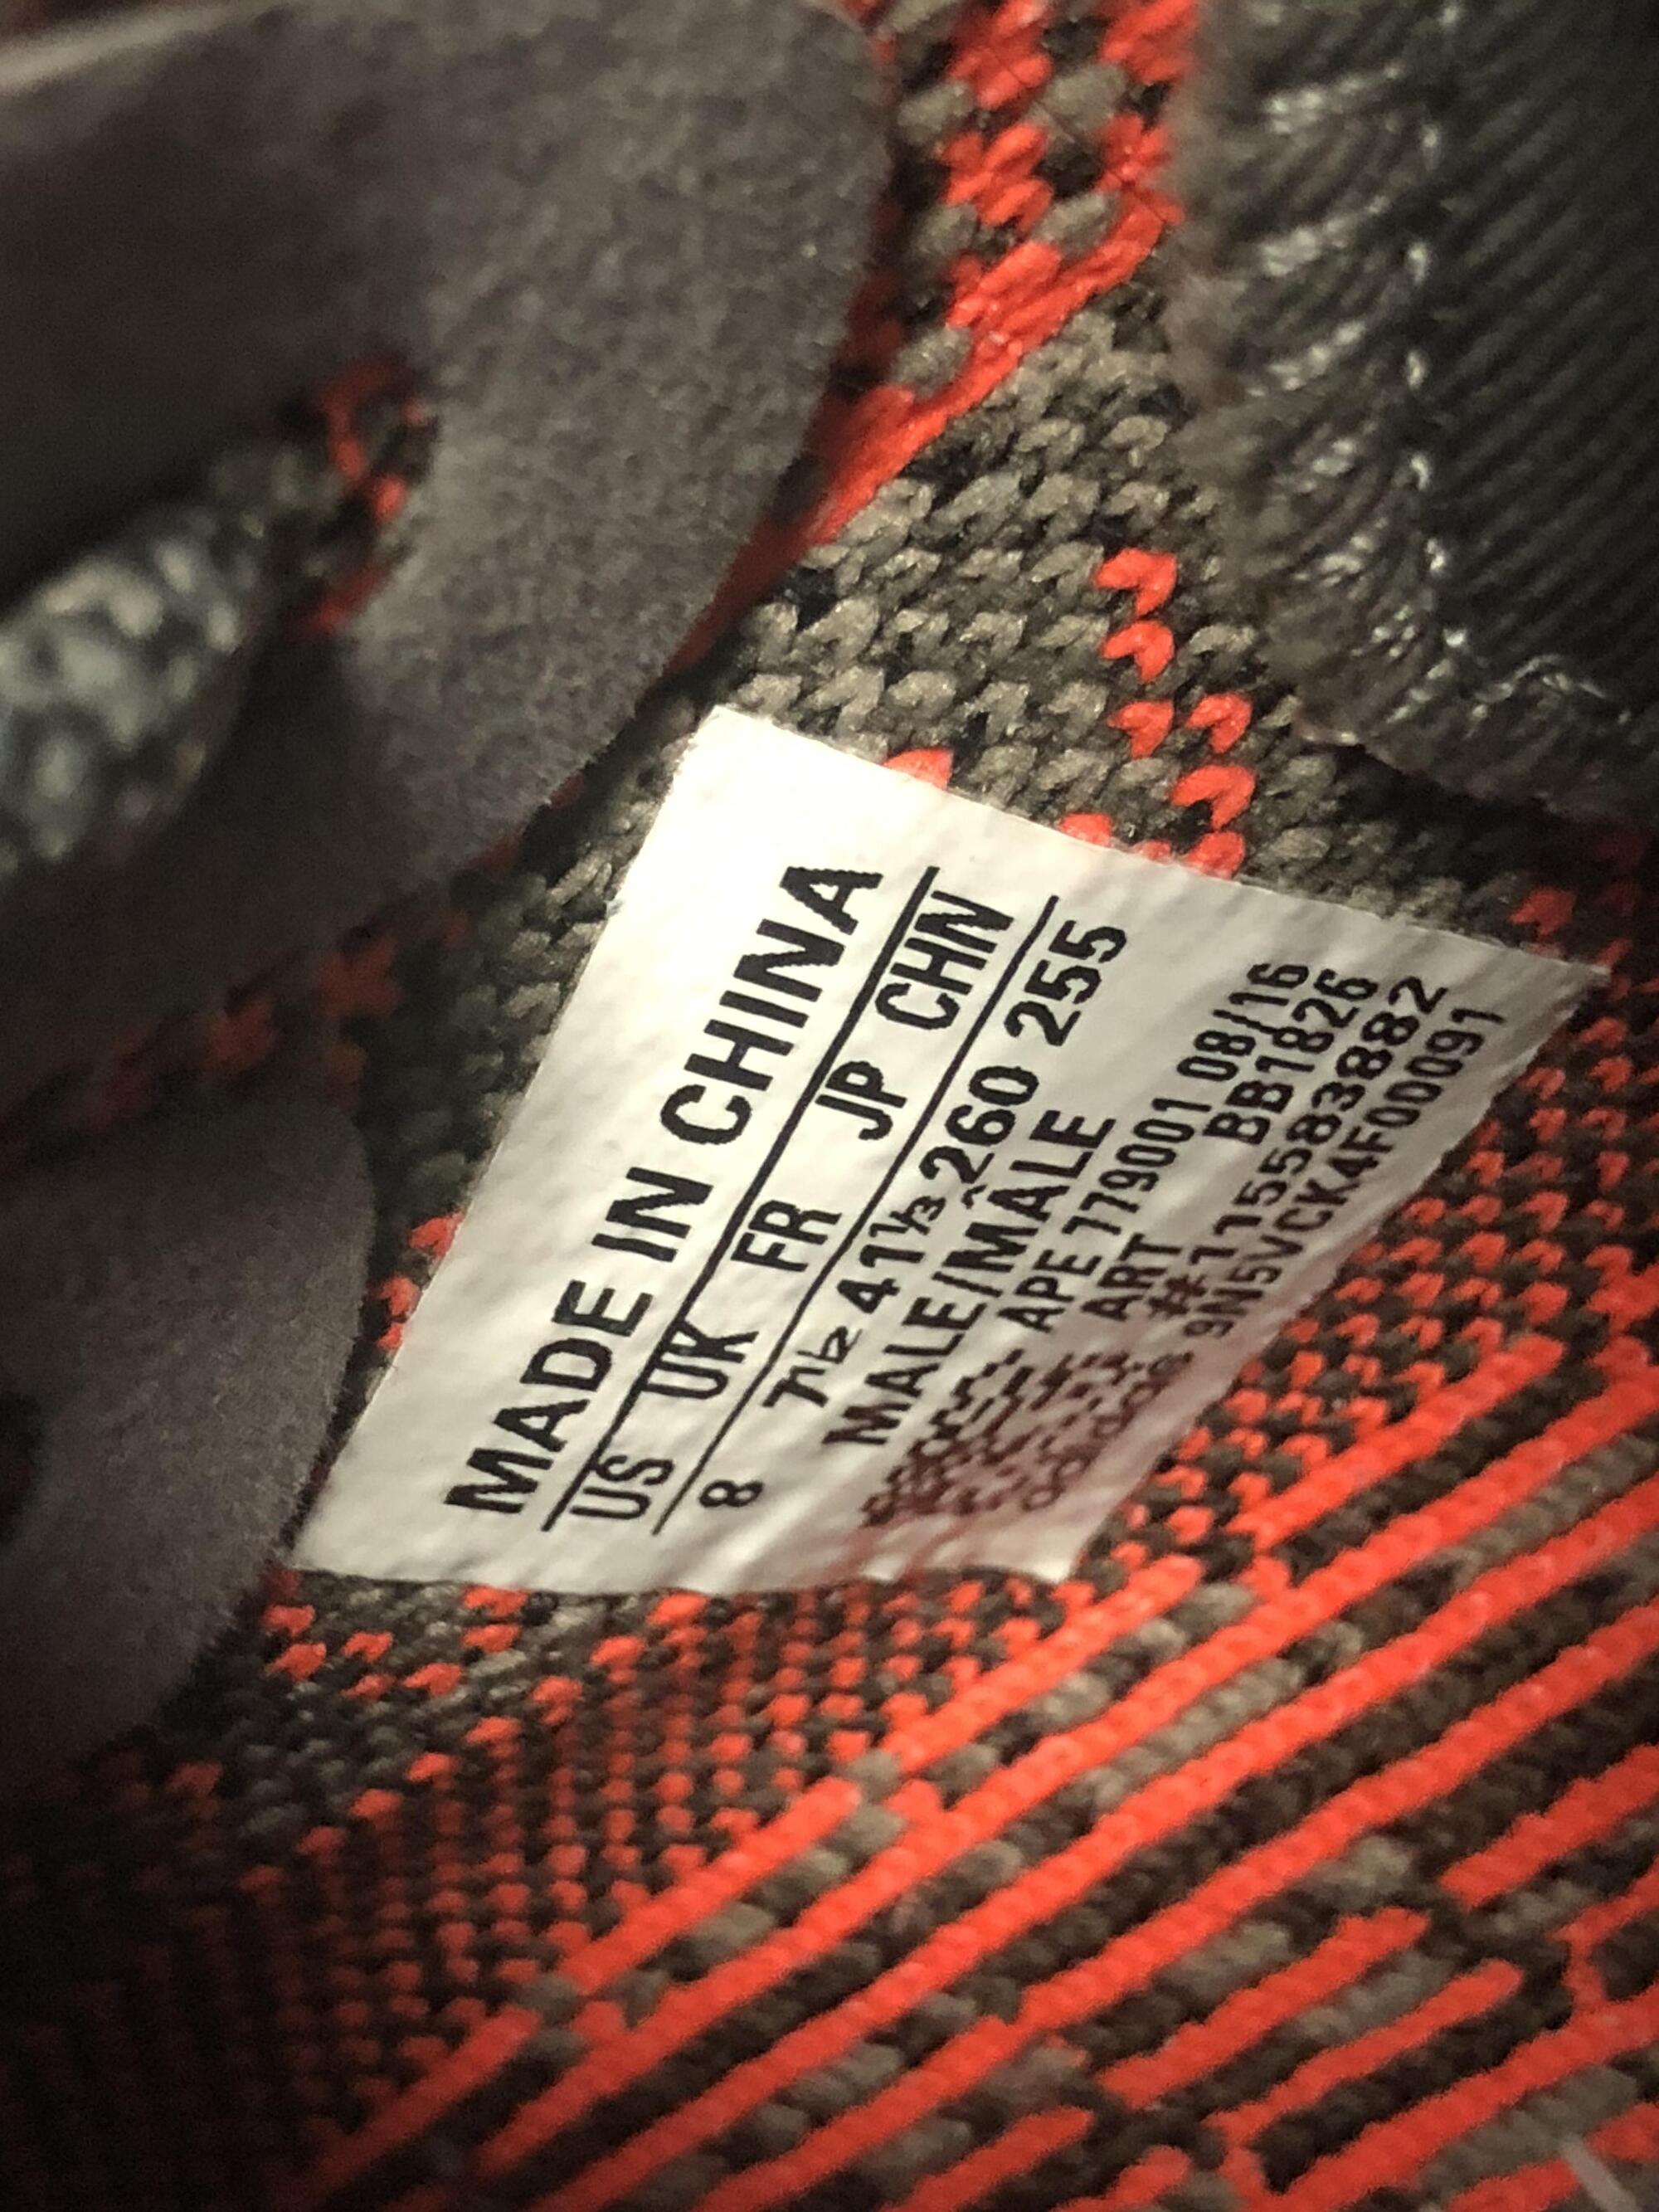 MADE IN CHINA
US UK FR JP CHN
8 7½ 41⅓ 260 255
MALE/MÂLE
APE 779001 08/16
ART BB1826
##1155833882
9N5VCK4F00091